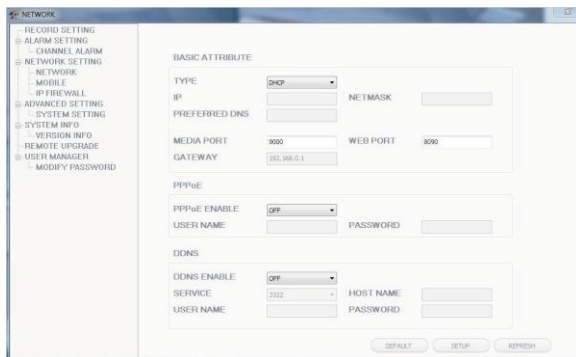 NETWORK
RECORD SETTING
ALARM SETTING
CHANNEL ALARM
NETWORK SETTING
NETWORK
MOBILE
IP FIREWALL
ADVANCED SETTING
SYSTEM SETTING
SYSTEM INFO
VERSION INFO
REMOTE UPGRADE
USER MANAGER
MODIFY PASSWORD
BASIC ATTRIBUTE
TYPE DHCP
IP NETMASK
PREFERRED DNS
MEDIA PORT 9000 WEB PORT 8090
GATEWAY 192.168.0.1
PPPoE
PPPoE ENABLE OFF
USER NAME PASSWORD
DDNS
DDNS ENABLE OFF
SERVICE 3322 HOST NAME
USER NAME PASSWORD
DEFAULT SETUP REFRESH